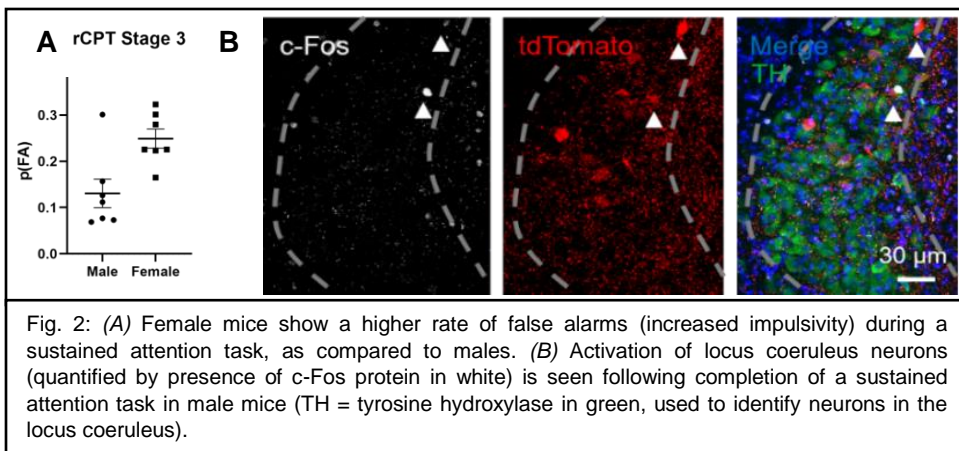 A rCPT Stage 3 B
c-Fos
tdTomato
Merge
TH
p(FA)
0.3
0.2
0.1
0.0
Male Female
30 µm
Fig. 2: (A) Female mice show a higher rate of false alarms (increased impulsivity) during a
sustained attention task, as compared to males. (B) Activation of locus coeruleus neurons
(quantified by presence of c-Fos protein in white) is seen following completion of a sustained
attention task in male mice (TH = tyrosine hydroxylase in green, used to identify neurons in the
locus coeruleus).